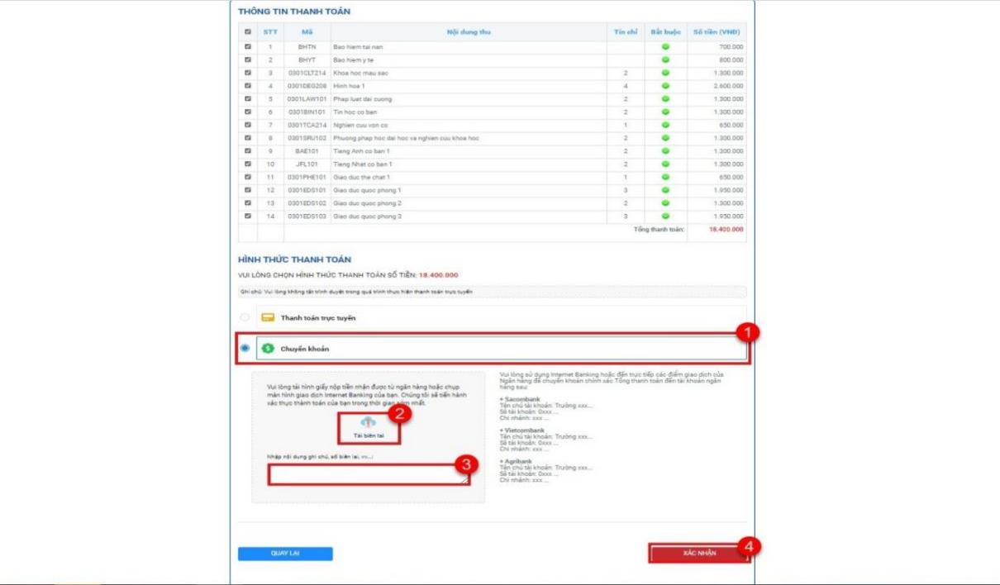 THÔNG TIN THANH TOÁN
STT Mã Nội dung thu Tín chỉ Bắt buộc Số tiền (VNĐ)
1 BHTN Bao hiem tai nan 700.000
2 BHYT Bao hiem y te 800.000
3 0301CLT214 Khoa hoc mau sac 2 1.300.000
4 0301DEG208 Hinh hoa 1 4 2.600.000
5 0301LAW101 Phap luat dai cuong 2 1.300.000
6 0301BIN101 Tin hoc co ban 2 1.300.000
7 0301TCA214 Nghien cuu von co 1 650.000
8 0301SRU102 Phuong phap hoc dai hoc va nghien cuu khoa hoc 2 1.300.000
9 BAE101 Tieng Anh co ban 1 2 1.300.000
10 JFL101 Tieng Nhat co ban 1 2 1.300.000
11 0301PHE101 Giao duc the chat 1 1 650.000
12 0301EDS101 Giao duc quoc phong 1 3 1.950.000
13 0301EDS102 Giao duc quoc phong 2 2 1.300.000
14 0301EDS103 Giao duc quoc phong 3 3 1.950.000
Tổng thanh toán: 18.400.000
HÌNH THỨC THANH TOÁN
VUI LÒNG CHỌN HÌNH THỨC THANH TOÁN SỐ TIỀN: 18.400.000
Ghi chú: Vui lòng không tắt trình duyệt trong quá trình thực hiện thanh toán trực tuyến
Thanh toán trực tuyến
1
Chuyển khoản
Vui lòng tải hình giấy nộp tiền nhận được từ ngân hàng hoặc chụp
màn hình giao dịch Internet Banking của bạn. Chúng tôi sẽ tiến hành
xác thực thành toán của bạn trong thời gian sớm nhất.
2
Tải biên lai
Nhập nội dung ghi chú, số biên lai, vv...:
3
Vui lòng sử dụng Internet Banking hoặc đến trực tiếp các điểm giao dịch của
Ngân hàng để chuyển khoản chính xác Tổng thanh toán đến tài khoản ngân
hàng sau:
+ Sacombank
Tên chủ tài khoản: Trường xxx...
Số tài khoản: 0xxx ...
Chi nhánh: xxx ...
+ Vietcombank
Tên chủ tài khoản: Trường xxx...
Số tài khoản: 0xxx ...
Chi nhánh: xxx ...
+ Agribank
Tên chủ tài khoản: Trường xxx...
Số tài khoản: 0xxx ...
Chi nhánh: xxx ...
QUAY LẠI
XÁC NHẬN
4